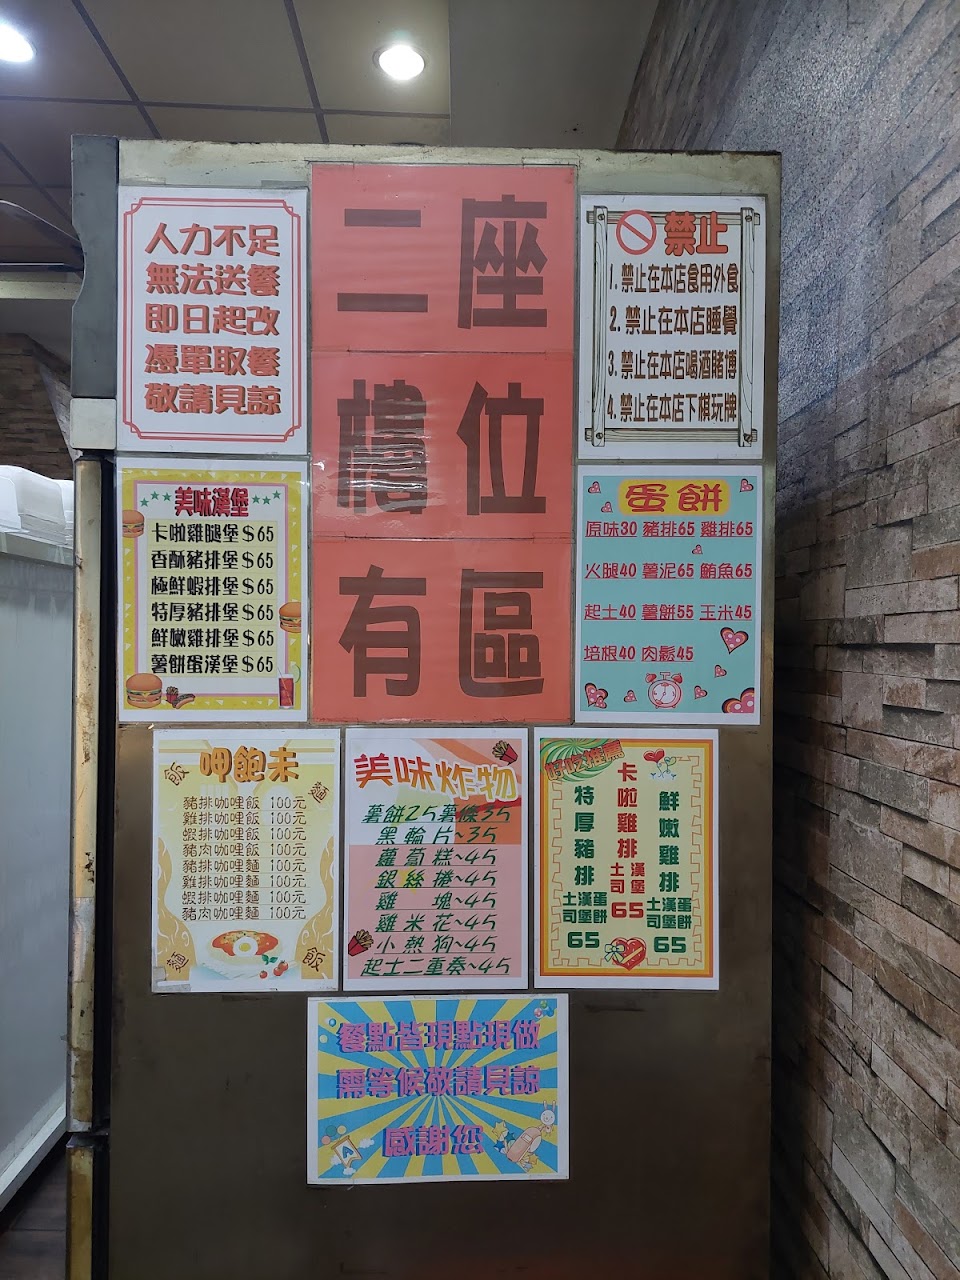 人力不足
無法送餐
即日起改
憑單取餐
敬請見諒
二樓有
座位區
禁止
1. 禁止在本店食用外食
2. 禁止在本店睡覺
3. 禁止在本店喝酒賭博
4. 禁止在本店下棋玩牌
美味漢堡
卡啦雞腿堡$65
香酥豬排堡$65
極鮮蝦排堡$65
特厚豬排堡$65
鮮嫩雞排堡$65
薯餅蛋漢堡$65
蛋餅
原味30 豬排65 雞排65
火腿40 薯泥65 鮪魚65
起士40 薯餅55 玉米45
培根40 肉鬆45
飯 呷飽未 麵
豬排咖哩飯 100元
雞排咖哩飯 100元
蝦排咖哩飯 100元
豬肉咖哩飯 100元
豬排咖哩麵 100元
雞排咖哩麵 100元
蝦排咖哩麵 100元
豬肉咖哩麵 100元
麵 飯
美味炸物
薯餅25薯條35
黑輪片~35
蘿蔔糕~45
銀絲捲~45
雞塊~45
雞米花~45
小熱狗~45
起士二重奏~45
好吃推薦
特厚豬排
土司 漢堡 蛋餅
65
卡啦雞排
土司 漢堡
65
鮮嫩雞排
土司 漢堡 蛋餅
65
餐點皆現點現做
需等候敬請見諒
感謝您